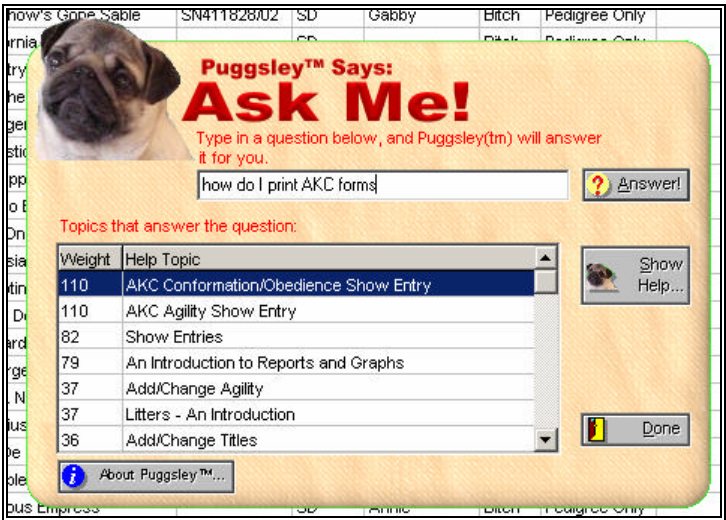 how's Gone Sable SN411828/02 SD Gabby Bitch Pedigree Only
Puggsley™ Says:
Ask Me!
Type in a question below, and Puggsley(tm) will answer
it for you.
how do I print AKC forms
Answer!
Topics that answer the question:
Weight Help Topic
110 AKC Conformation/Obedience Show Entry
110 AKC Agility Show Entry
82 Show Entries
79 An Introduction to Reports and Graphs
37 Add/Change Agility
37 Litters - An Introduction
36 Add/Change Titles
Show
Help...
Done
About Puggsley™...
ous Empress SD Annie Bitch Pedigree Only